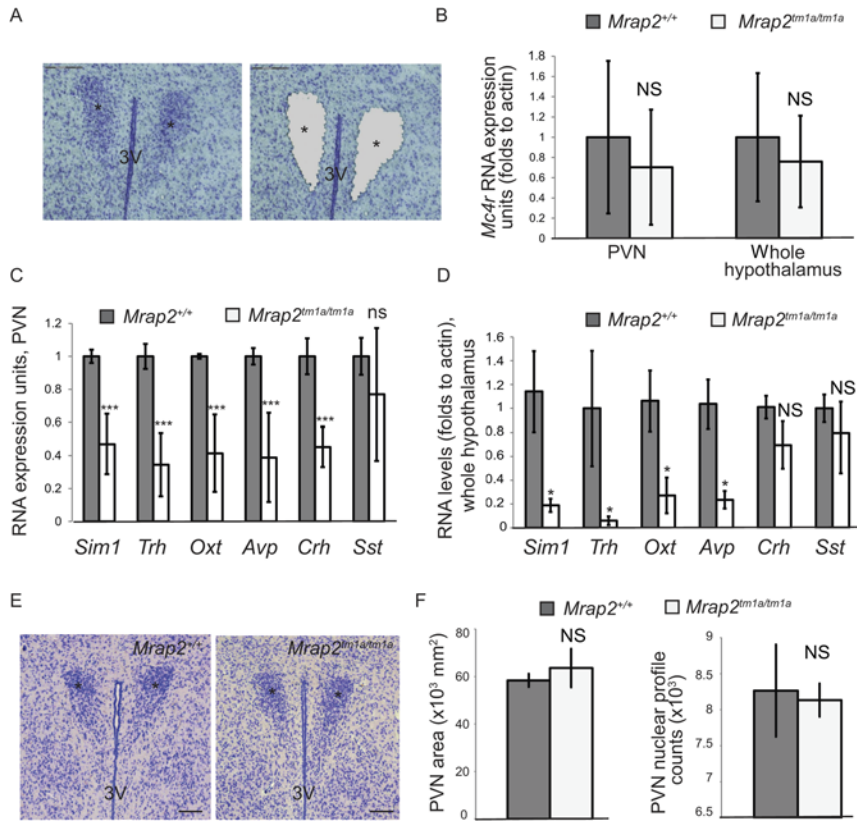 A
*
*
3V
*
*
3V
B
Mrap2+/+ Mrap2tm1a/tm1a
Mc4r RNA expression
units (folds to actin)
1.8
1.6
1.4
1.2
1
0.8
0.6
0.4
0.2
0
NS
NS
PVN
Whole
hypothalamus
C
Mrap2+/+ Mrap2tm1a/tm1a
ns
RNA expression units, PVN
1.2
1
0.8
0.6
0.4
0.2
0
***
***
***
***
***
Sim1 Trh Oxt Avp Crh Sst
D
Mrap2+/+ Mrap2tm1a/tm1a
RNA levels (folds to actin),
whole hypothalamus
1.6
1.4
1.2
1
0.8
0.6
0.4
0.2
0
*
*
*
*
NS
NS
Sim1 Trh Oxt Avp Crh Sst
E
Mrap2+/+
*
*
3V
Mrap2tm1a/tm1a
*
*
3V
F
Mrap2+/+ Mrap2tm1a/tm1a
PVN area (x10³ mm²)
80
60
40
20
0
NS
PVN nuclear profile
counts (x10³)
9
8.5
8
7.5
7
6.5
NS